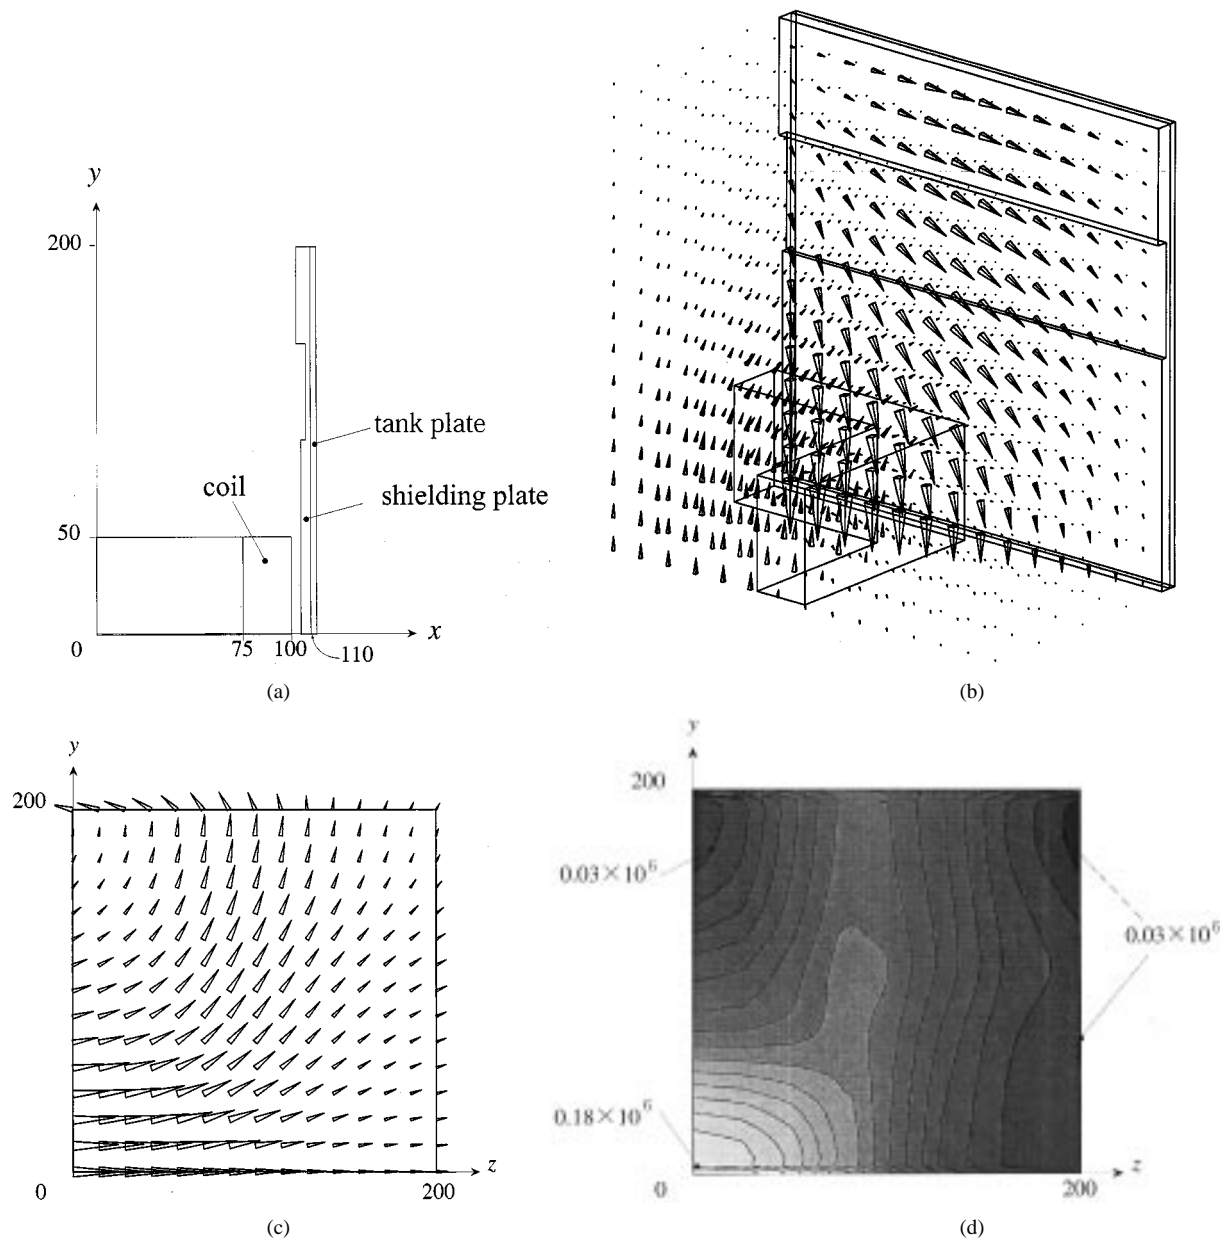 y
200
tank plate
coil
shielding plate
50
0
75
100
110
x
(a)
(b)
y
200
0
200
z
(c)
y
200
0.03×10⁶
0.03×10⁶
0.18×10⁶
0
200
z
(d)